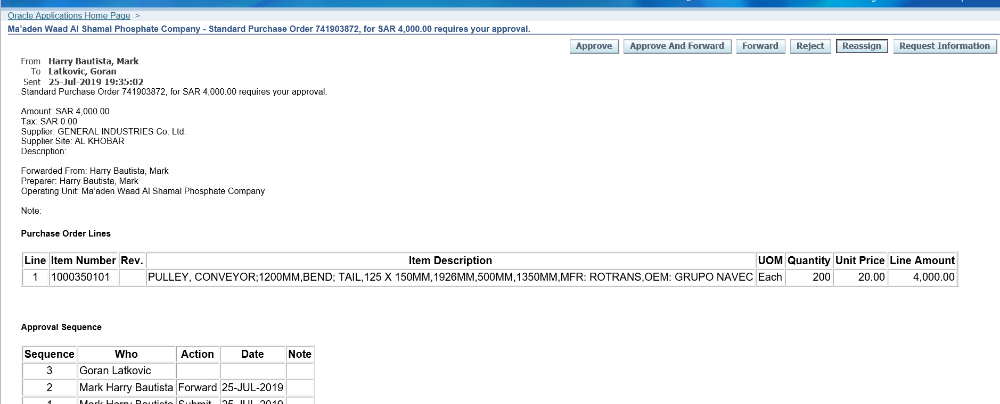 Oracle Applications Home Page >
Ma'aden Waad Al Shamal Phosphate Company - Standard Purchase Order 741903872, for SAR 4,000.00 requires your approval.
Approve Approve And Forward Forward Reject Reassign Request Information
From Harry Bautista, Mark
To Latkovic, Goran
Sent 25-Jul-2019 19:35:02
Standard Purchase Order 741903872, for SAR 4,000.00 requires your approval.
Amount: SAR 4,000.00
Tax: SAR 0.00
Supplier: GENERAL INDUSTRIES Co. Ltd.
Supplier Site: AL KHOBAR
Description:
Forwarded From: Harry Bautista, Mark
Preparer: Harry Bautista, Mark
Operating Unit: Ma'aden Waad Al Shamal Phosphate Company
Note:
Purchase Order Lines
Line Item Number Rev. Item Description UOM Quantity Unit Price Line Amount
1 1000350101 PULLEY, CONVEYOR;1200MM,BEND; TAIL,125 X 150MM,1926MM,500MM,1350MM,MFR: ROTRANS,OEM: GRUPO NAVEC Each 200 20.00 4,000.00
Approval Sequence
Sequence Who Action Date Note
3 Goran Latkovic
2 Mark Harry Bautista Forward 25-JUL-2019
1 Mark Harry Bautista Submit 25-JUL-2019